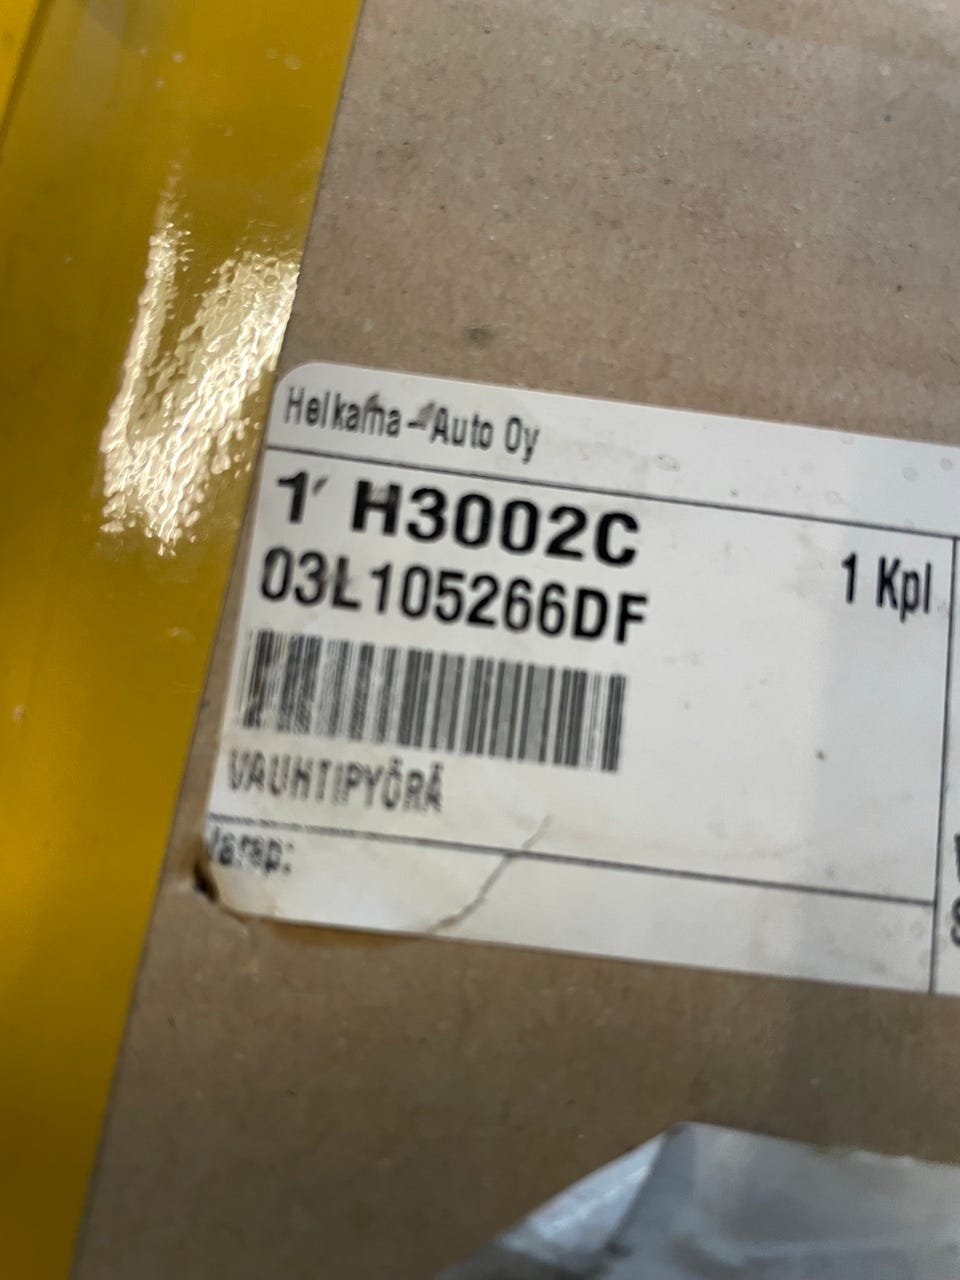 Helkama-Auto Oy
1 H3002C
1 Kpl
03L105266DF
VAUHTIPYÖRÄ
Varap: